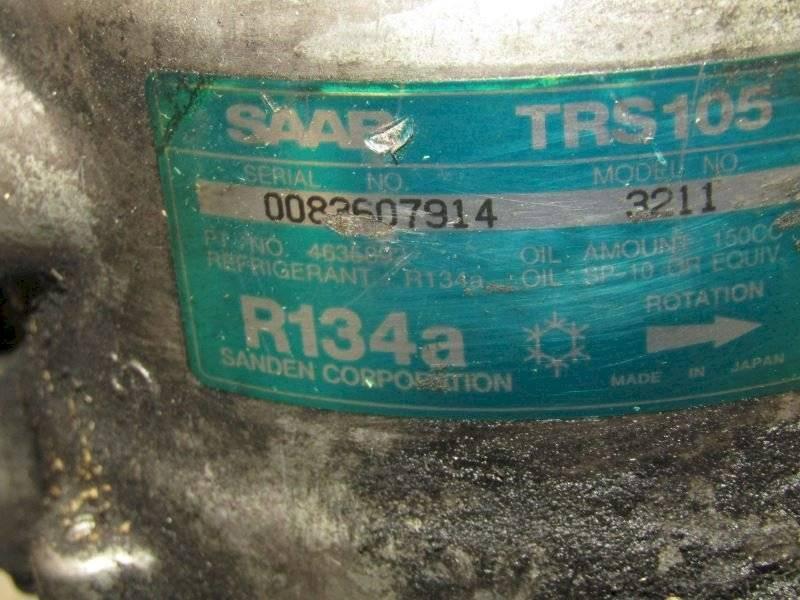 SAAB TRS105
SERIAL NO. MODEL NO.
0083607914 3211
P.T. NO. OIL AMOUNT 150CC
REFRIGERANT R134a OIL SP-10 OR EQUIV.
R134a ROTATION
SANDEN CORPORATION MADE IN JAPAN